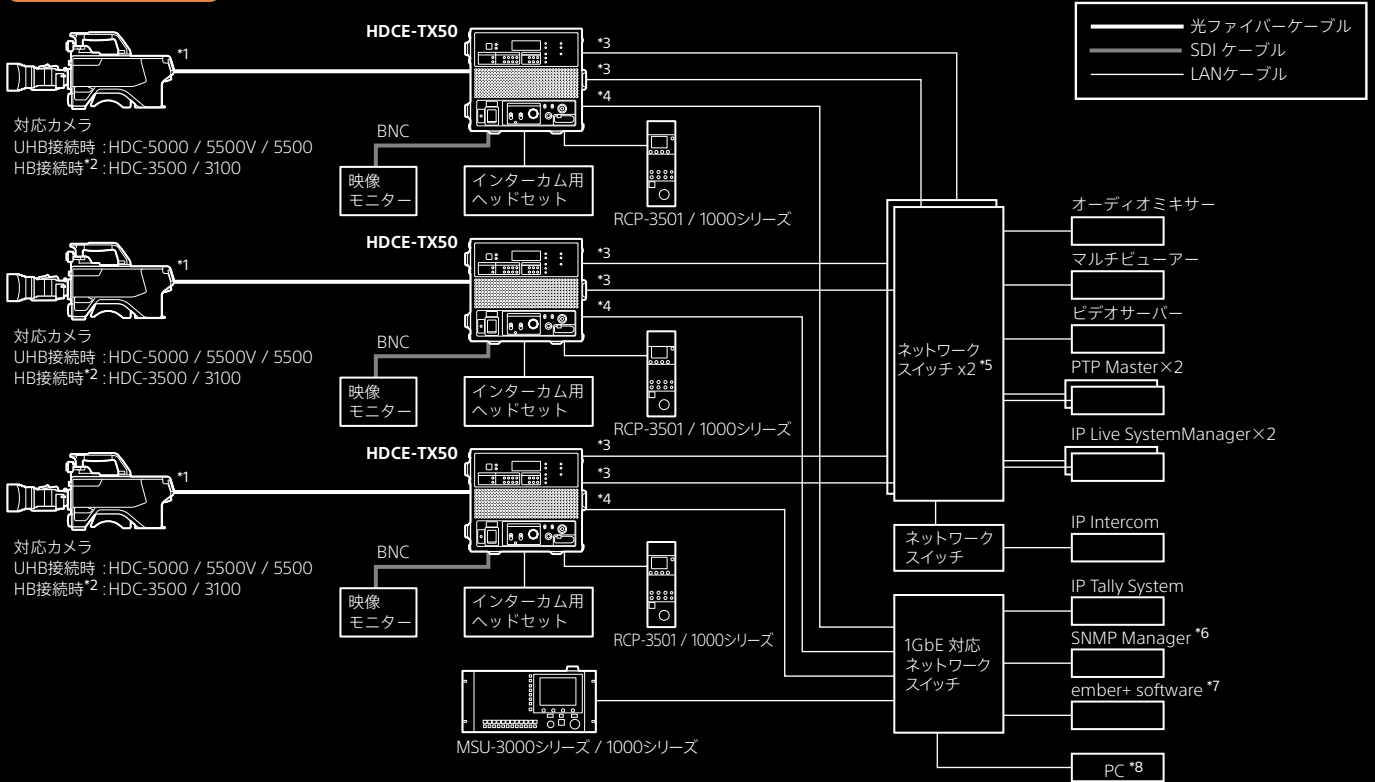 光ファイバーケーブル
SDI ケーブル
LANケーブル
HDCE-TX50
*1
*3
*3
*4
対応カメラ
UHB接続時 : HDC-5000 / 5500V / 5500
HB接続時*2 : HDC-3500 / 3100
BNC
映像
モニター
インターカム用
ヘッドセット
RCP-3501 / 1000シリーズ
HDCE-TX50
*1
*3
*3
*4
対応カメラ
UHB接続時 : HDC-5000 / 5500V / 5500
HB接続時*2 : HDC-3500 / 3100
BNC
映像
モニター
インターカム用
ヘッドセット
RCP-3501 / 1000シリーズ
HDCE-TX50
*1
*3
*3
*4
対応カメラ
UHB接続時 : HDC-5000 / 5500V / 5500
HB接続時*2 : HDC-3500 / 3100
BNC
映像
モニター
インターカム用
ヘッドセット
RCP-3501 / 1000シリーズ
MSU-3000シリーズ / 1000シリーズ
ネットワーク
スイッチ x2 *5
オーディオミキサー
マルチビューアー
ビデオサーバー
PTP Master×2
IP Live SystemManager×2
ネットワーク
スイッチ
IP Intercom
1GbE 対応
ネットワーク
スイッチ
IP Tally System
SNMP Manager *6
ember+ software *7
PC *8